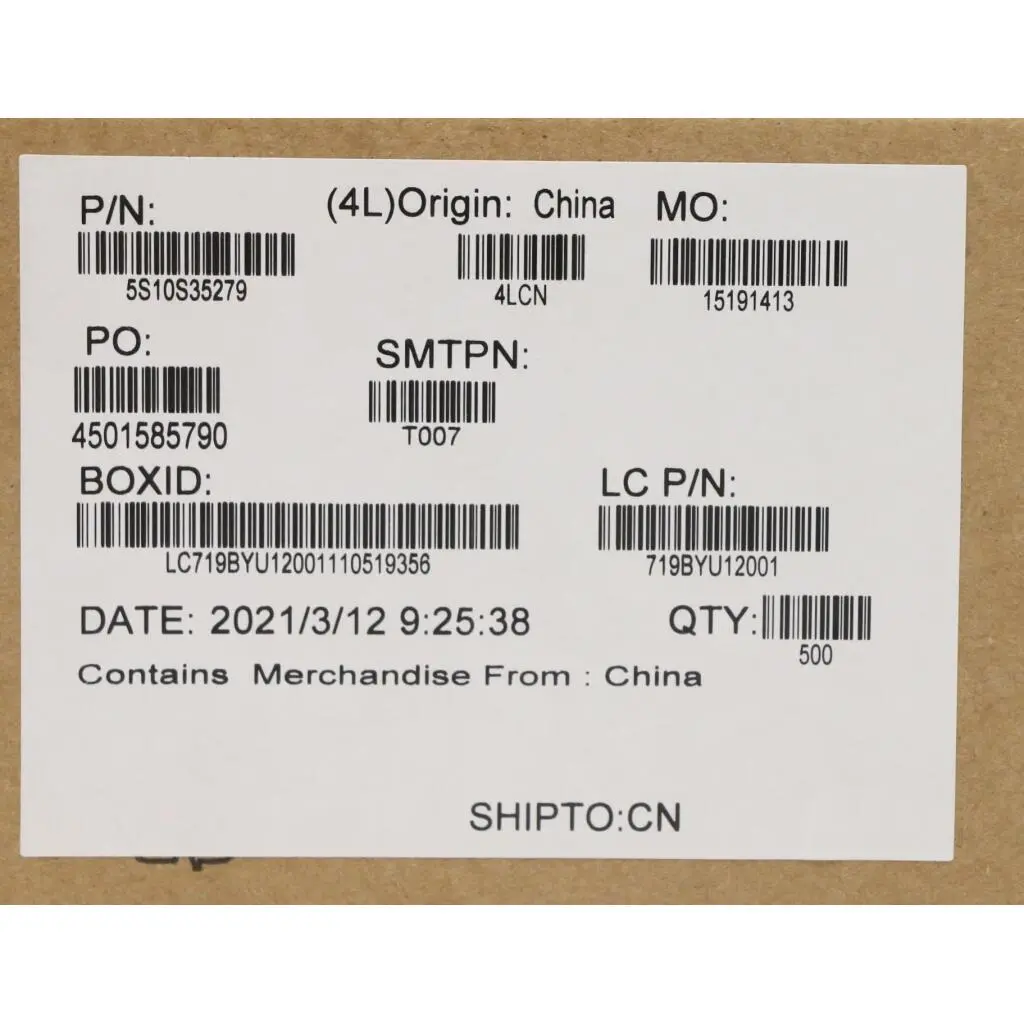 P/N: (4L)Origin: China MO:
5S10S35279 4LCN 15191413
PO: SMTPN:
4501585790 T007
BOXID: LC P/N:
LC719BYU12001110519356 719BYU12001
DATE: 2021/3/12 9:25:38 QTY:
500
Contains Merchandise From : China
SHIPTO:CN